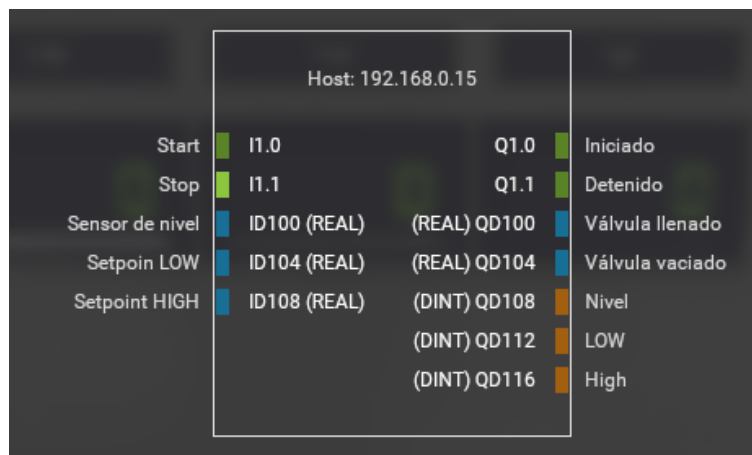 Host: 192.168.0.15
Start I1.0 Q1.0 Iniciado
Stop I1.1 Q1.1 Detenido
Sensor de nivel ID100 (REAL) (REAL) QD100 Válvula llenado
Setpoin LOW ID104 (REAL) (REAL) QD104 Válvula vaciado
Setpoint HIGH ID108 (REAL) (DINT) QD108 Nivel
(DINT) QD112 LOW
(DINT) QD116 High